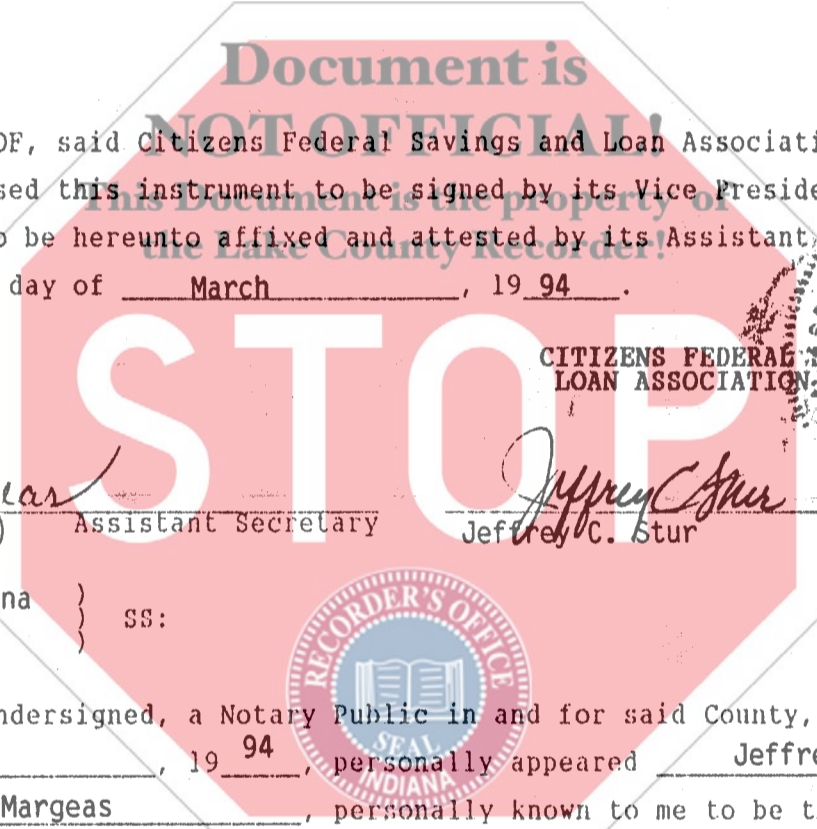 Document is
NOT OFFICIAL!
OF, said Citizens Federal Savings and Loan Associati
sed this instrument to be signed by its Vice Preside
This Document is the property of
o be hereunto affixed and attested by its Assistant
the Lake County Recorder!
day of March, 19 94.
STOP
CITIZENS FEDERAL S
LOAN ASSOCIATION
eas
Jeffrey C Stur
) Assistant Secretary
Jeffrey C. Stur
na ) SS:
)
)
RECORDER'S OFFICE
SEAL
INDIANA
ndersigned, a Notary Public in and for said County,
, 19 94, personally appeared Jeffre
Margeas, personally known to me to be t